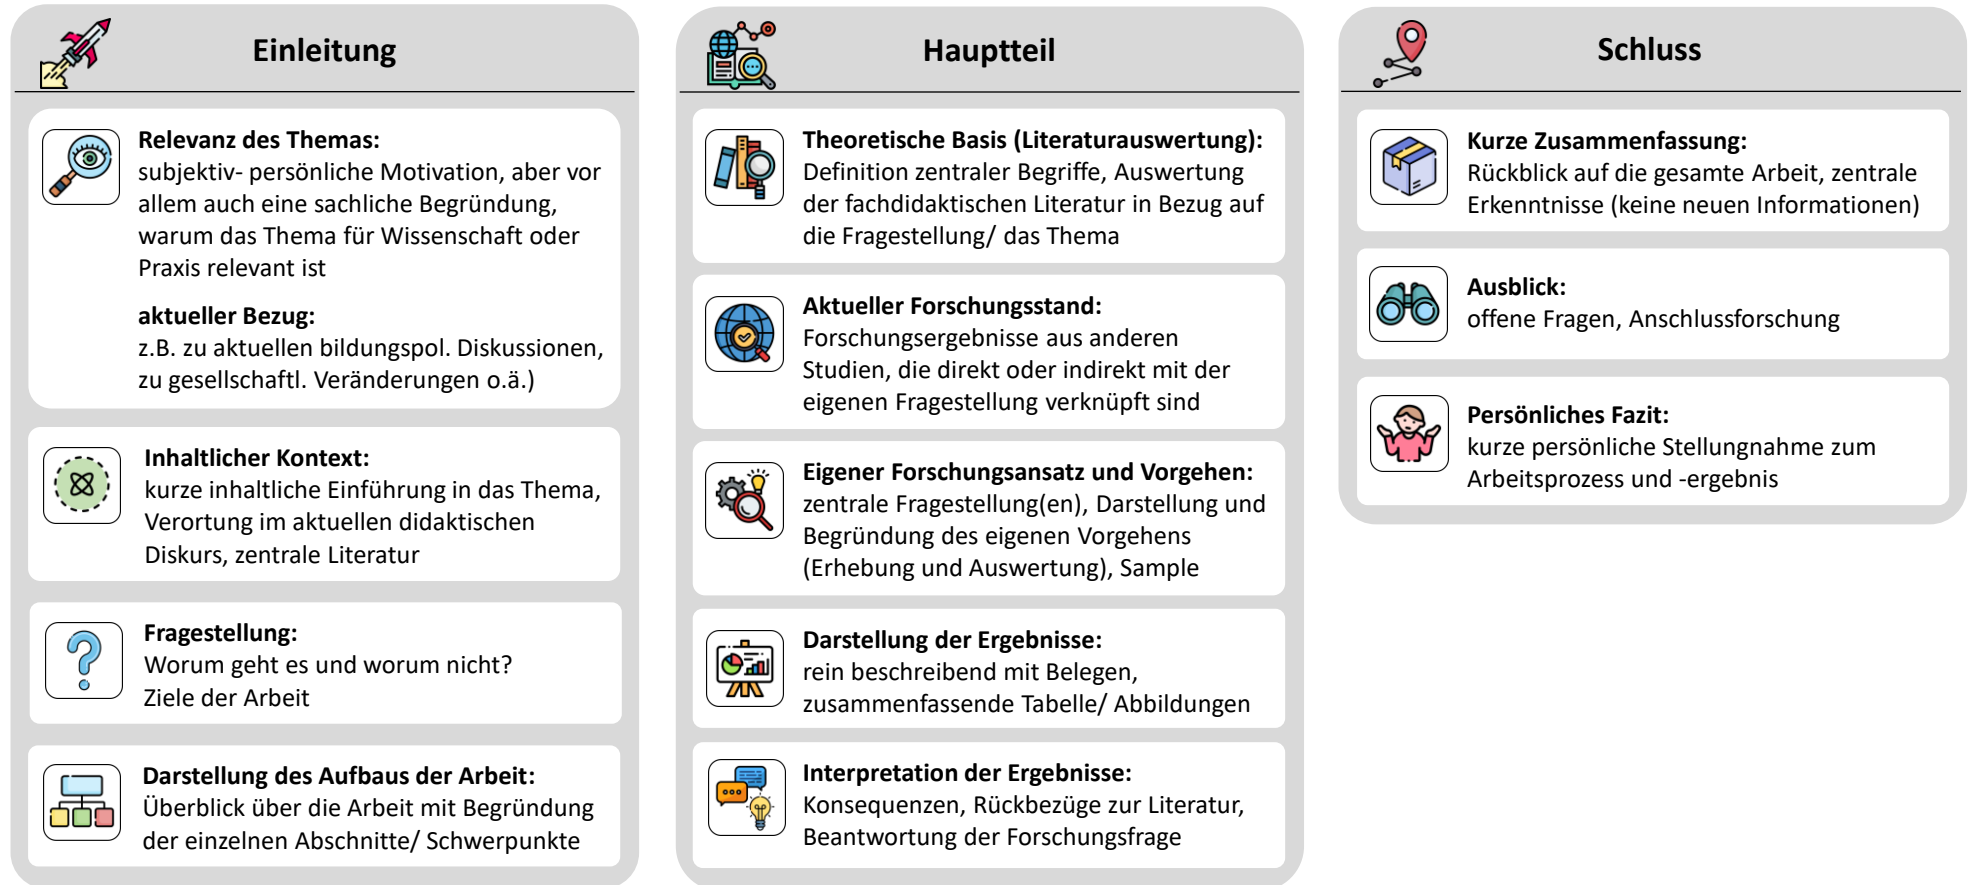 Einleitung
Relevanz des Themas:
subjektiv- persönliche Motivation, aber vor
allem auch eine sachliche Begründung,
warum das Thema für Wissenschaft oder
Praxis relevant ist
aktueller Bezug:
z.B. zu aktuellen bildungspol. Diskussionen,
zu gesellschaftl. Veränderungen o.ä.)
Inhaltlicher Kontext:
kurze inhaltliche Einführung in das Thema,
Verortung im aktuellen didaktischen
Diskurs, zentrale Literatur
Fragestellung:
Worum geht es und worum nicht?
Ziele der Arbeit
Darstellung des Aufbaus der Arbeit:
Überblick über die Arbeit mit Begründung
der einzelnen Abschnitte/ Schwerpunkte
Hauptteil
Theoretische Basis (Literaturauswertung):
Definition zentraler Begriffe, Auswertung
der fachdidaktischen Literatur in Bezug auf
die Fragestellung/ das Thema
Aktueller Forschungsstand:
Forschungsergebnisse aus anderen
Studien, die direkt oder indirekt mit der
eigenen Fragestellung verknüpft sind
Eigener Forschungsansatz und Vorgehen:
zentrale Fragestellung(en), Darstellung und
Begründung des eigenen Vorgehens
(Erhebung und Auswertung), Sample
Darstellung der Ergebnisse:
rein beschreibend mit Belegen,
zusammenfassende Tabelle/ Abbildungen
Interpretation der Ergebnisse:
Konsequenzen, Rückbezüge zur Literatur,
Beantwortung der Forschungsfrage
Schluss
Kurze Zusammenfassung:
Rückblick auf die gesamte Arbeit, zentrale
Erkenntnisse (keine neuen Informationen)
Ausblick:
offene Fragen, Anschlussforschung
Persönliches Fazit:
kurze persönliche Stellungnahme zum
Arbeitsprozess und -ergebnis